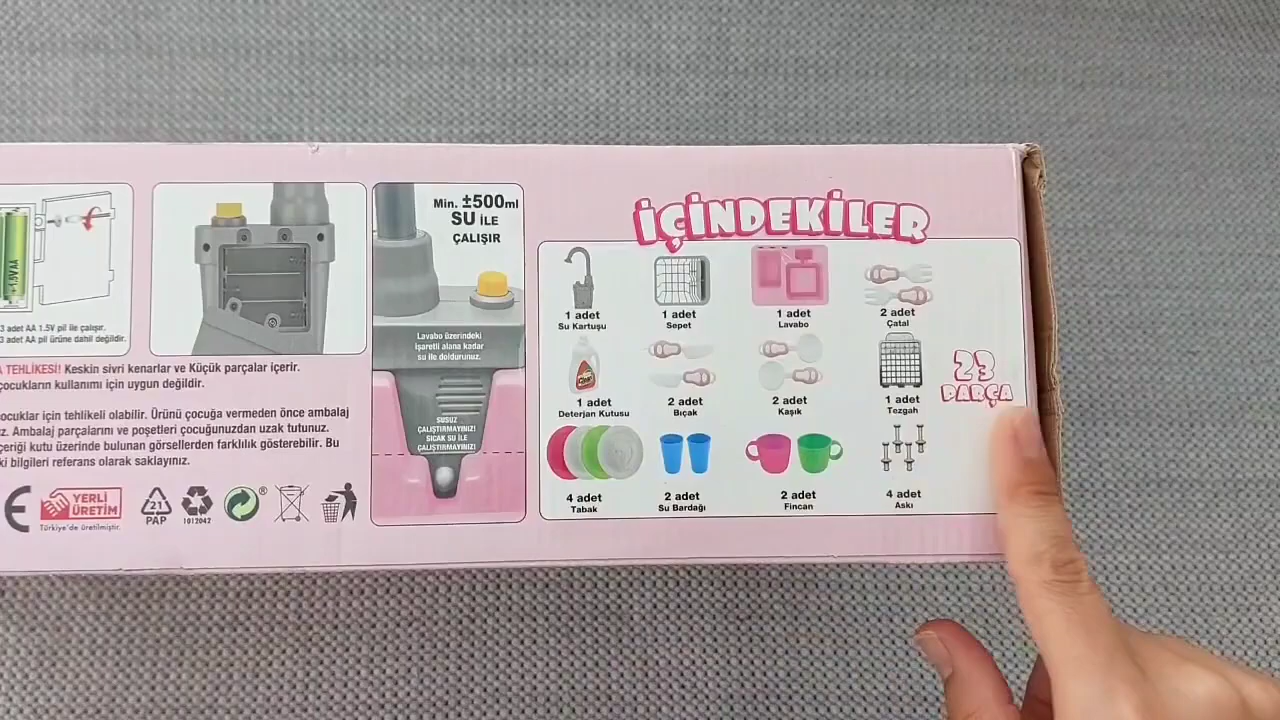 + 1.5V AA
3 adet AA 1.5V pil ile çalışır.
3 adet AA pil ürüne dahil değildir.
TEHLİKESİ! Keskin sivri kenarlar ve Küçük parçalar içerir.
çocukların kullanımı için uygun değildir.
ocuklar için tehlikeli olabilir. Ürünü çocuğa vermeden önce ambalaj
z. Ambalaj parçalarını ve poşetleri çocuğunuzdan uzak tutunuz.
çeriği kutu üzerinde bulunan görsellerden farklılık gösterebilir. Bu
ki bilgileri referans olarak saklayınız.
CE
YERLİ
ÜRETİM
Türkiye'de üretilmiştir.
21
PAP
1012042
®
Min. ±500ml
SU İLE
ÇALIŞIR
Lavabo üzerindeki
işaretli alana kadar
su ile doldurunuz.
SUSUZ
ÇALIŞTIRMAYINIZ!
SICAK SU İLE
ÇALIŞTIRMAYINIZ!
İÇİNDEKİLER
1 adet
Su Kartuşu
1 adet
Sepet
1 adet
Lavabo
2 adet
Çatal
1 adet
Deterjan Kutusu
2 adet
Bıçak
2 adet
Kaşık
1 adet
Tezgah
4 adet
Tabak
2 adet
Su Bardağı
2 adet
Fincan
4 adet
Askı
23
PARÇA